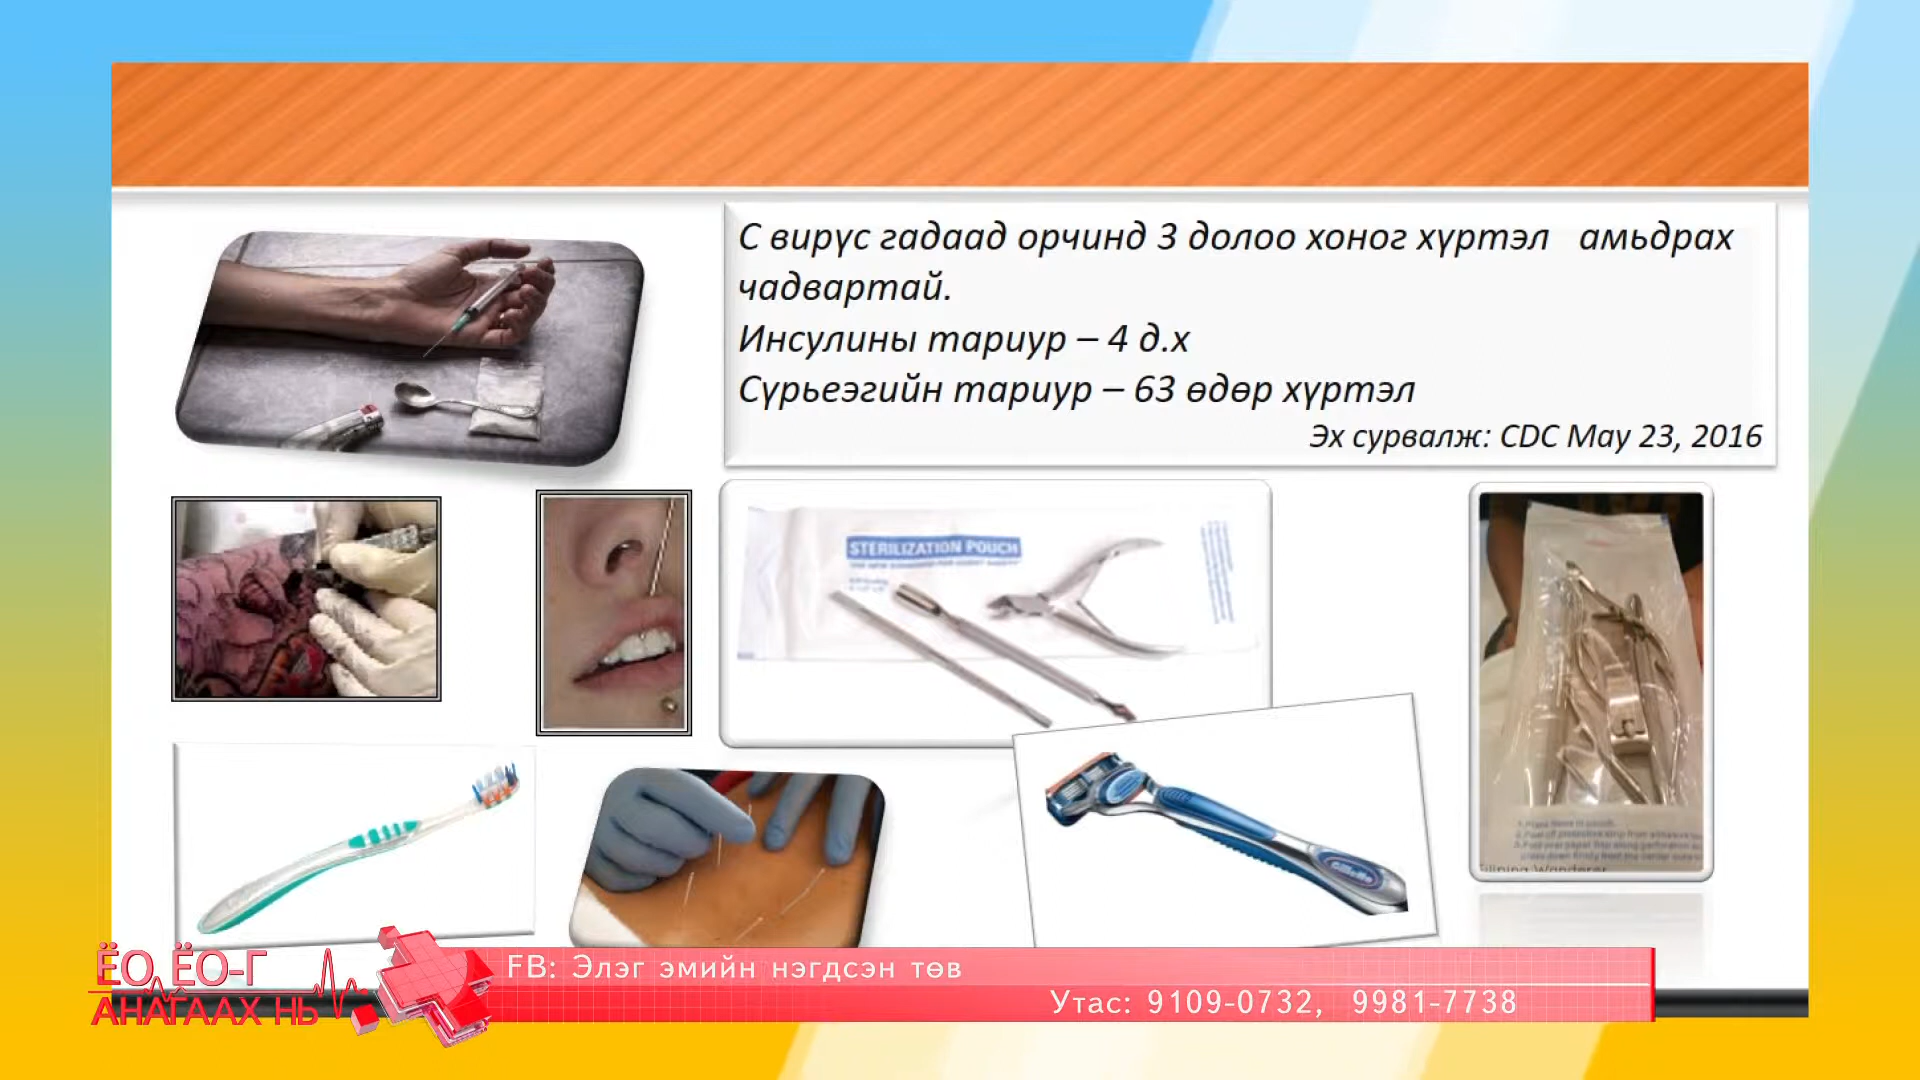 С вирүс гадаад орчинд 3 долоо хоног хүртэл амьдрах
чадвартай.
Инсулины тариур – 4 д.х
Сүрьеэгийн тариур – 63 өдөр хүртэл
Эх сурвалж: CDC May 23, 2016
STERILIZATION POUCH
ЁО ЁО-Г
АНАГААХ НЬ
FB: Элэг эмийн нэгдсэн төв
Утас: 9109-0732, 9981-7738